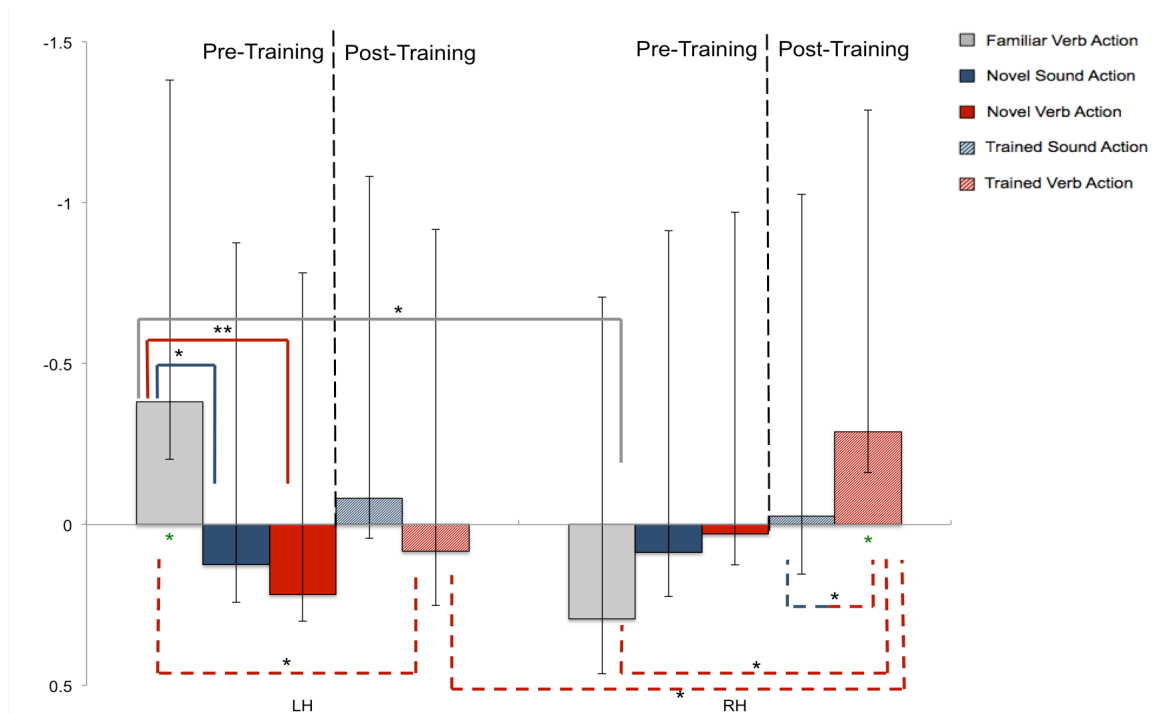 Pre-Training Post-Training Pre-Training Post-Training
-1.5
-1
-0.5
0
0.5
*
**
*
*
*
*
*
*
*
*
LH RH
Familiar Verb Action
Novel Sound Action
Novel Verb Action
Trained Sound Action
Trained Verb Action